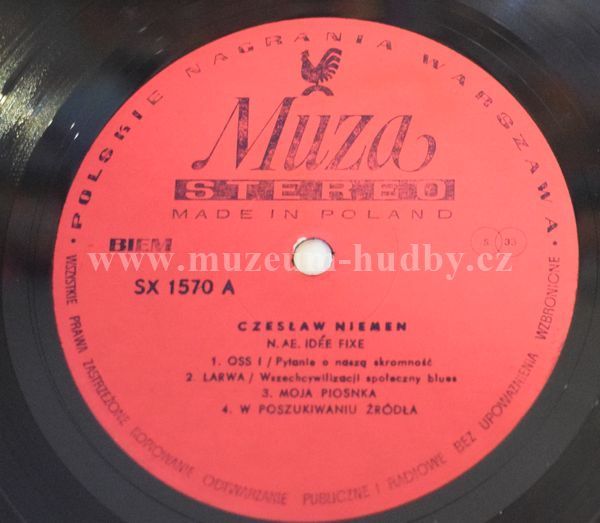 · POLSKIE NAGRANIA WARSZAWA ·
Muza
STEREO
MADE IN POLAND
BIEM
S 33
www.muzeum-hudby.cz
SX 1570 A
CZESŁAW NIEMEN
N. AE. IDÉE FIXE
1. OSS I / Pytanie o naszą skromność
2. LARWA / Wszechcywilizacji społeczny blues
3. MOJA PIOSNKA
4. W POSZUKIWANIU ŹRÓDŁA
WSZYSTKIE PRAWA ZASTRZEŻONE KOPIOWANIE ODTWARZANIE PUBLICZNE I RADIOWE BEZ UPOWAŻNIENIA WZBRONIONE